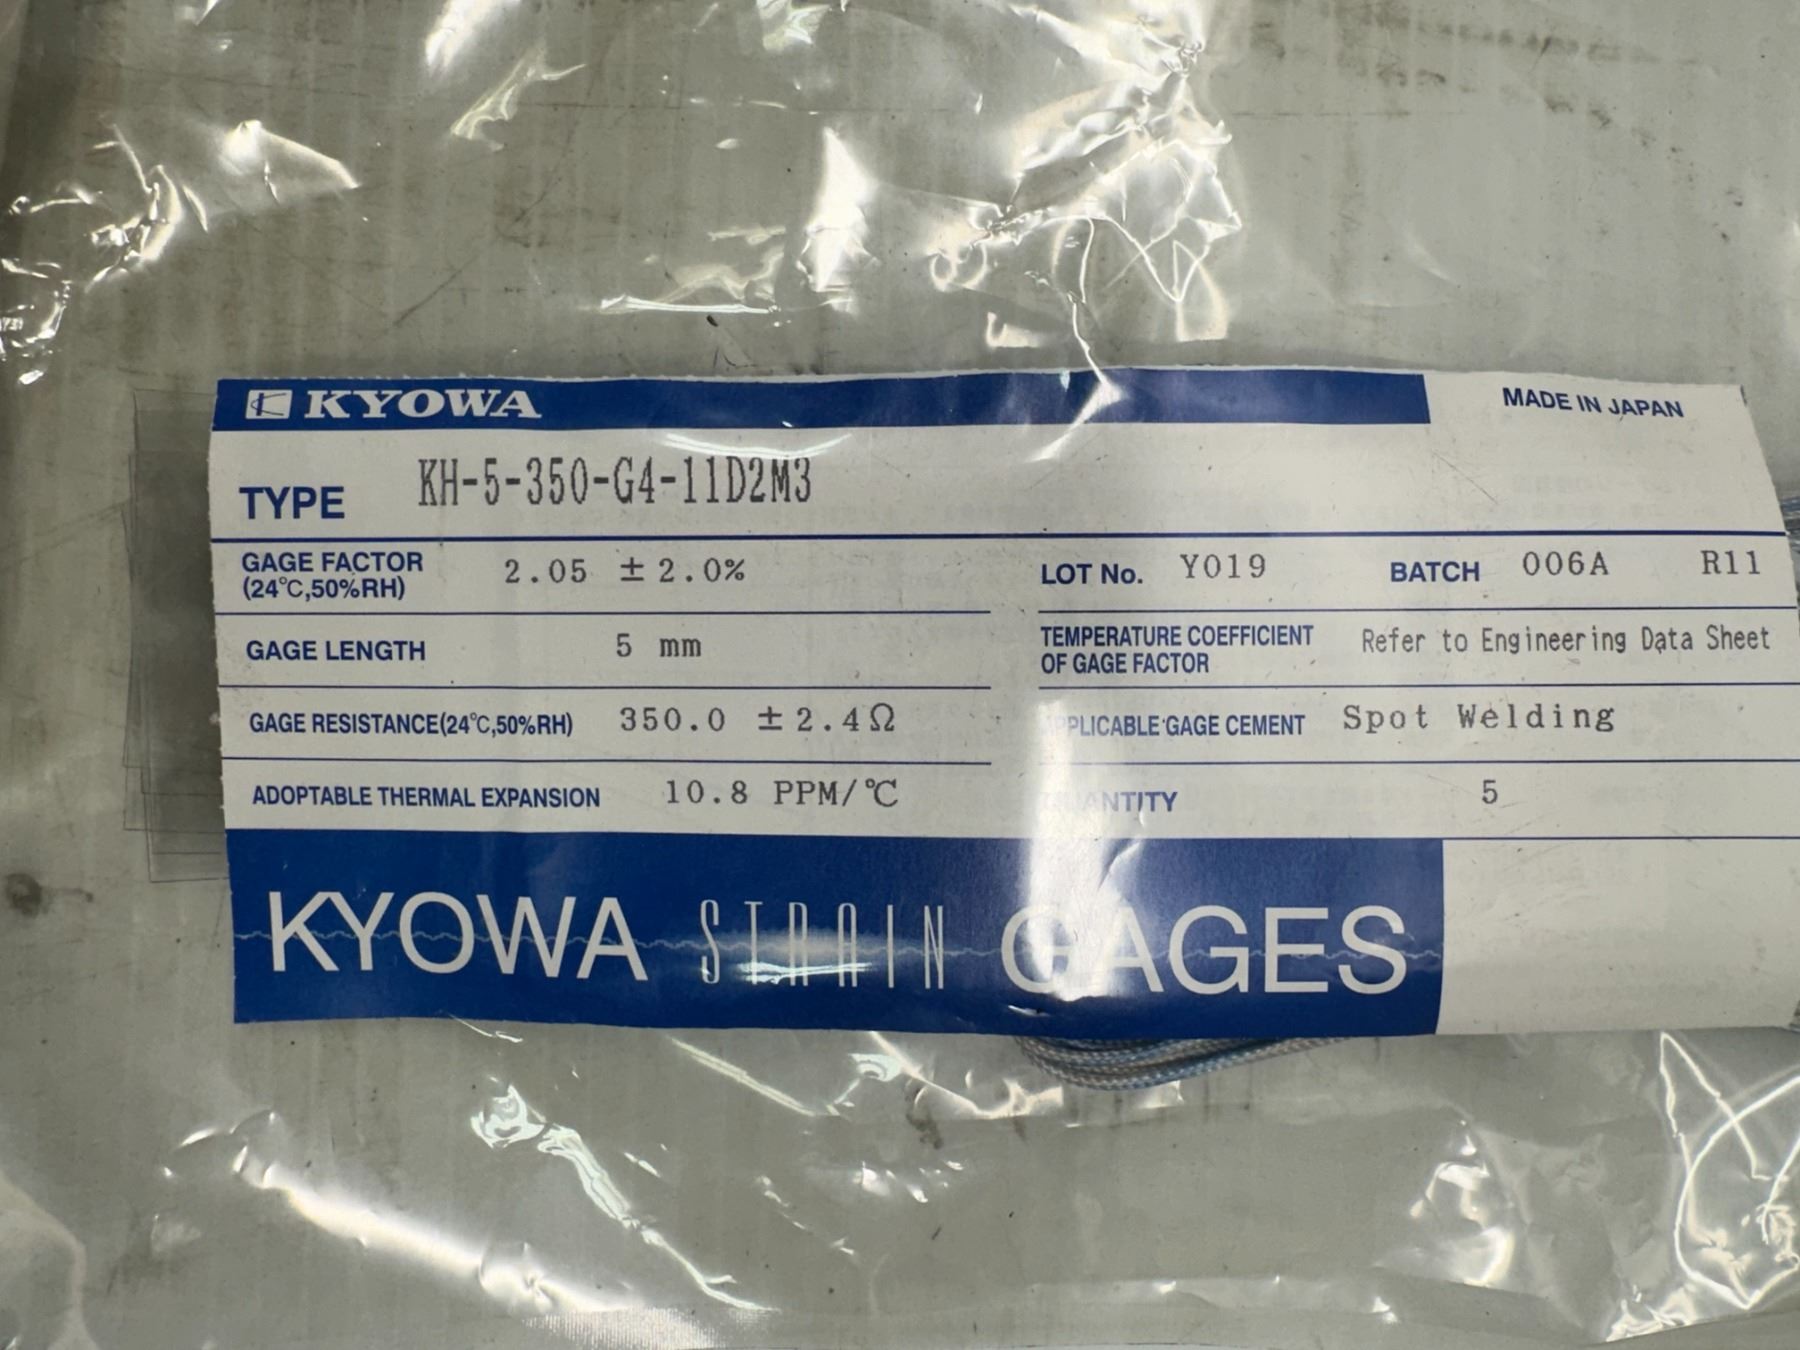 KYOWA
MADE IN JAPAN
TYPE KH-5-350-G4-11D2M3
GAGE FACTOR
(24℃,50%RH) 2.05 ±2.0%
LOT No. Y019 BATCH 006A R11
GAGE LENGTH 5 mm
TEMPERATURE COEFFICIENT
OF GAGE FACTOR Refer to Engineering Data Sheet
GAGE RESISTANCE(24℃,50%RH) 350.0 ±2.4Ω
APPLICABLE GAGE CEMENT Spot Welding
ADOPTABLE THERMAL EXPANSION 10.8 PPM/℃
QUANTITY 5
KYOWA STRAIN GAGES